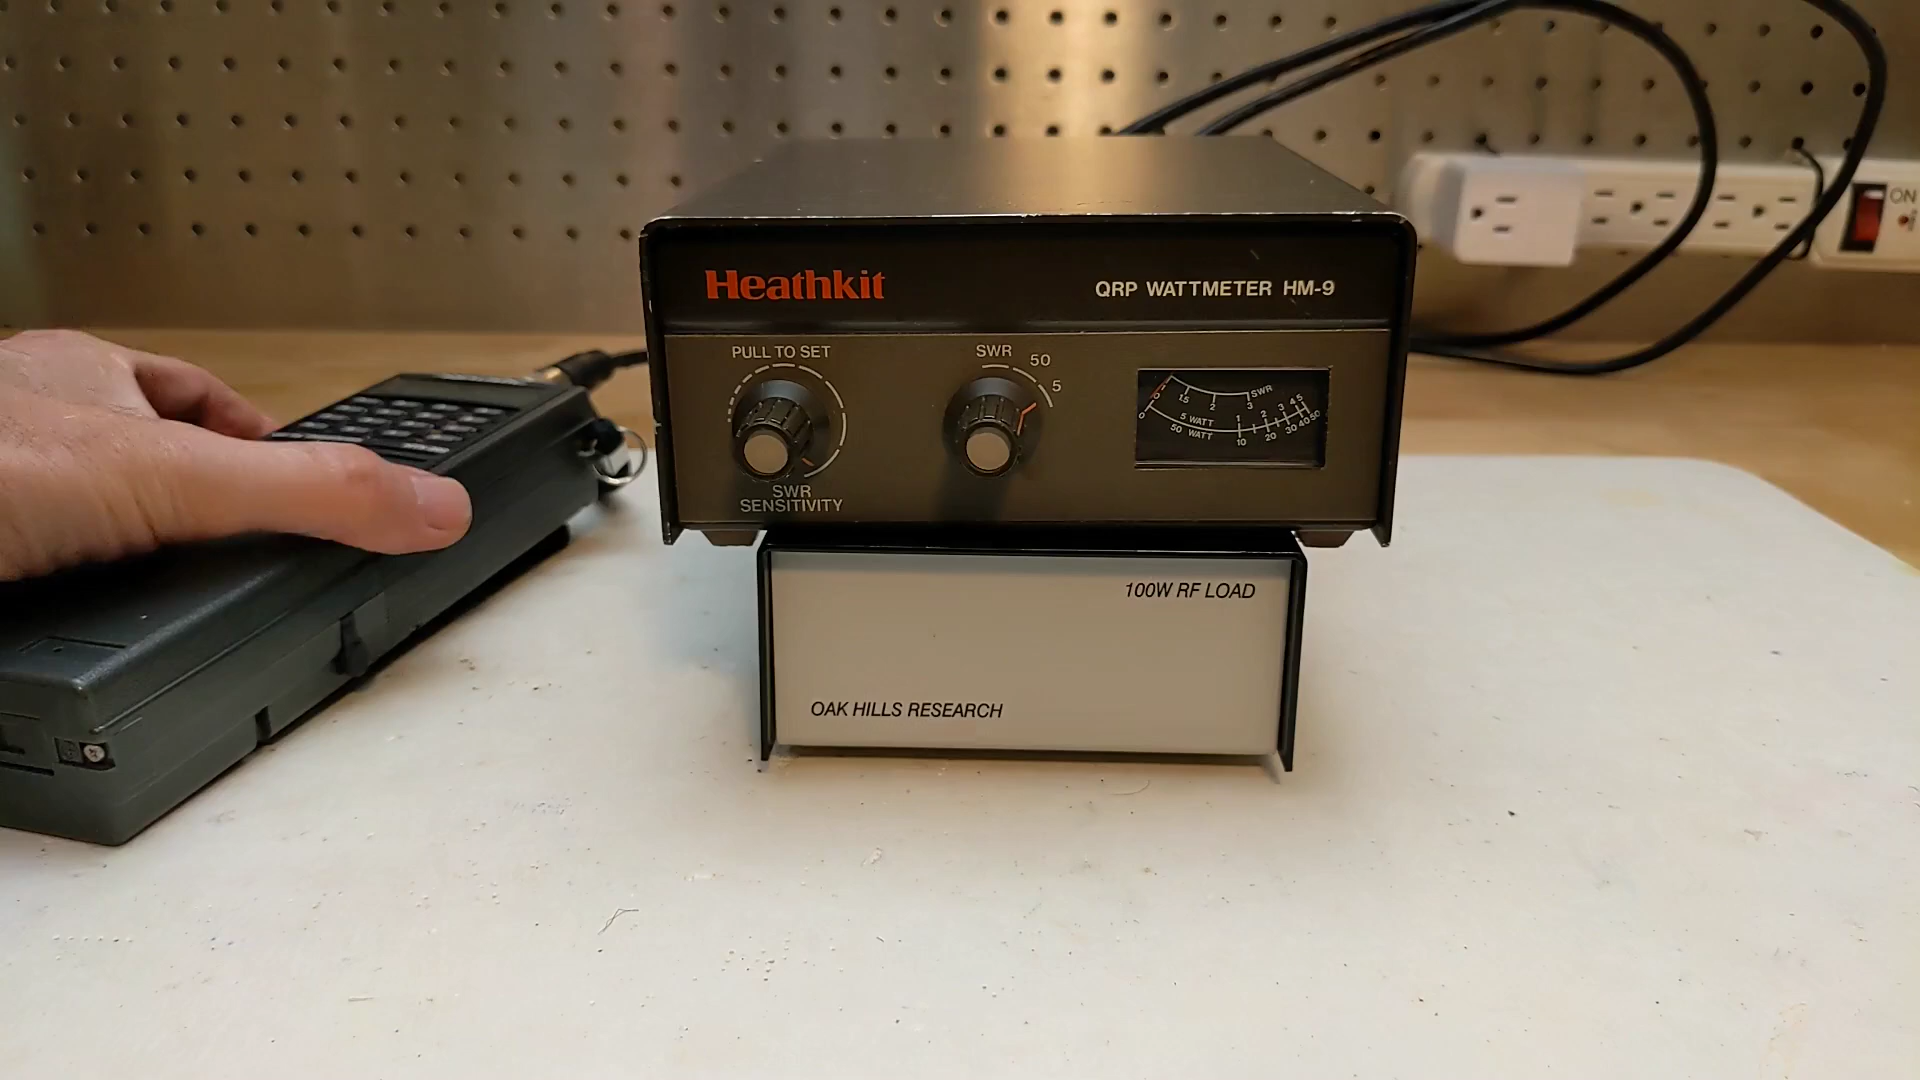 ON
Heathkit
QRP WATTMETER HM-9
PULL TO SET
SWR
50
5
SWR
SENSITIVITY
0 1.5 2 3 SWR
0 5 WATT 1 2 3 4 5
50 WATT 10 20 30 40 50
100W RF LOAD
OAK HILLS RESEARCH